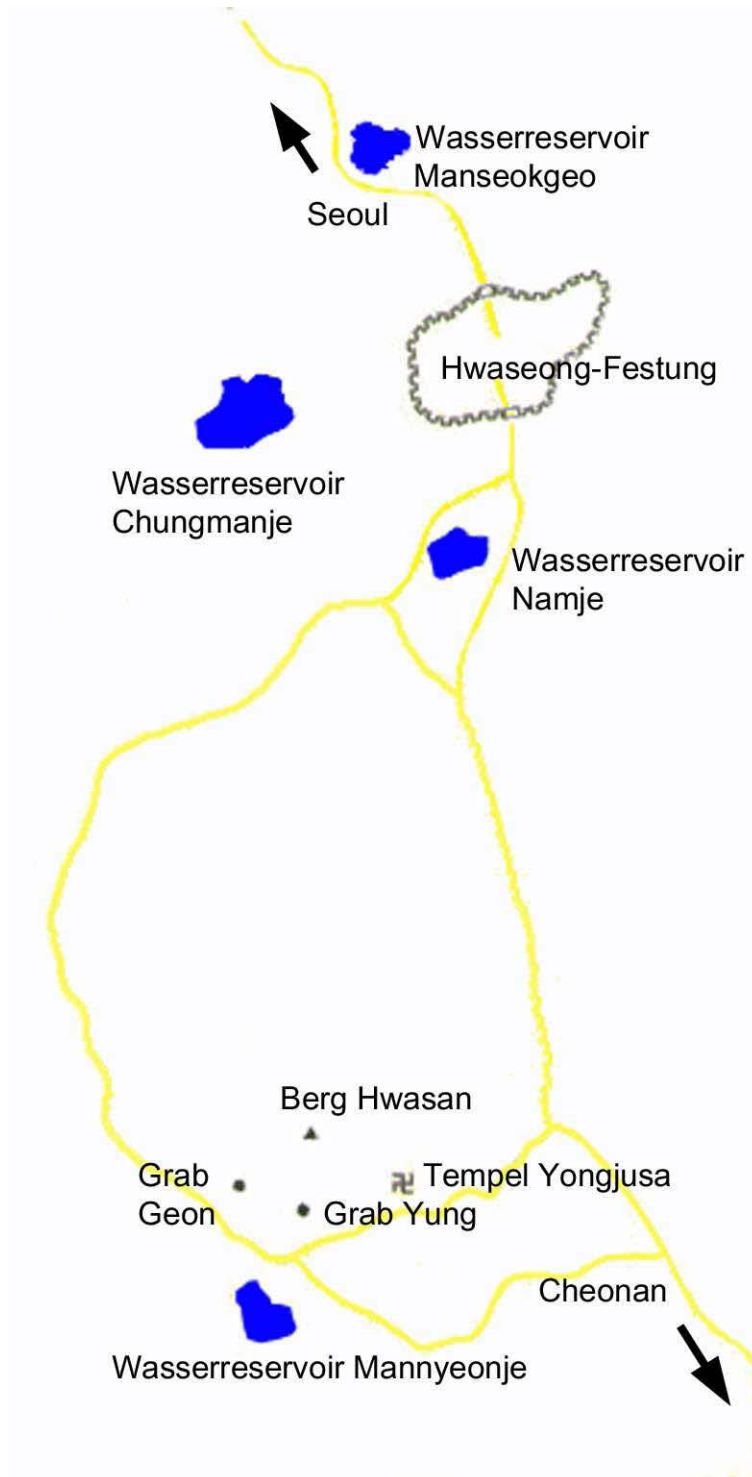 Wasserreservoir
Manseokgeo
Seoul
Hwaseong-Festung
Wasserreservoir
Chungmanje
Wasserreservoir
Namje
Berg Hwasan
Grab
Geon
卍 Tempel Yongjusa
Grab Yung
Cheonan
Wasserreservoir Mannyeonje